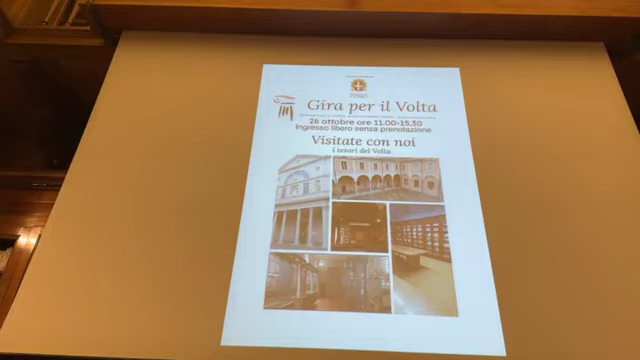 Gira per il Volta
26 ottobre ore 11.00-15.30
Ingresso libero senza prenotazione
Visitate con noi
i tesori del Volta